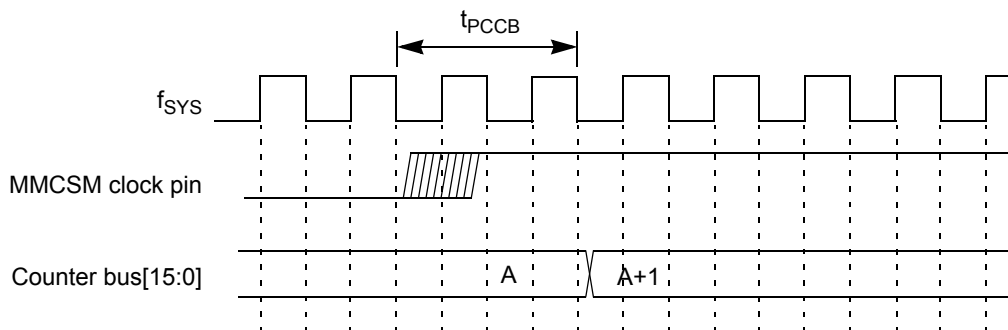 tPCCB
fSYS
MMCSM clock pin
Counter bus[15:0]
A
A+1